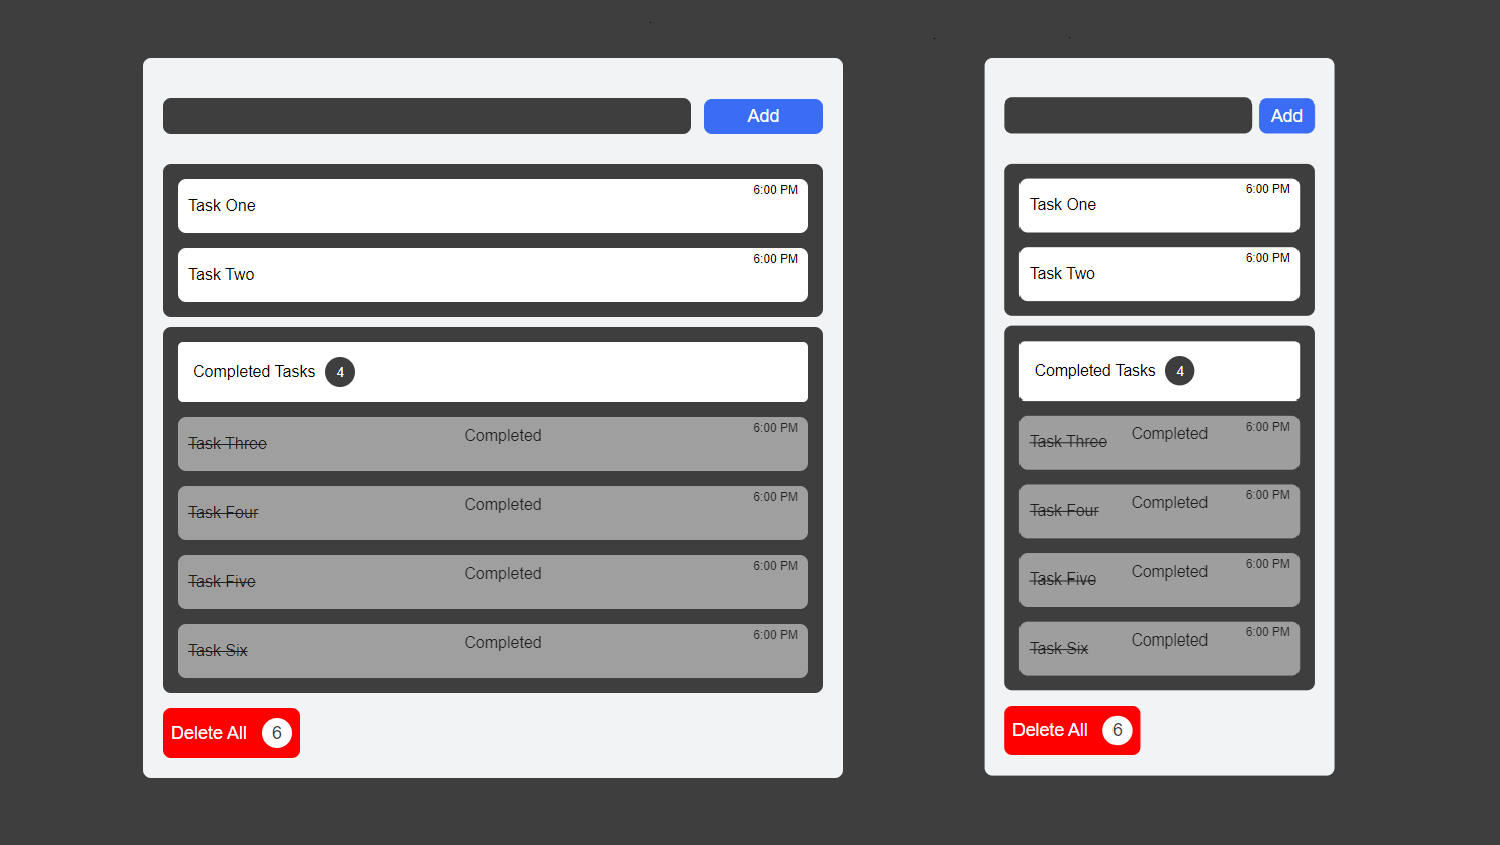 Add
6:00 PM
Task One
6:00 PM
Task Two
Completed Tasks 4
Task Three Completed 6:00 PM
Task Four Completed 6:00 PM
Task Five Completed 6:00 PM
Task Six Completed 6:00 PM
Delete All 6
Add
6:00 PM
Task One
6:00 PM
Task Two
Completed Tasks 4
Task Three Completed 6:00 PM
Task Four Completed 6:00 PM
Task Five Completed 6:00 PM
Task Six Completed 6:00 PM
Delete All 6